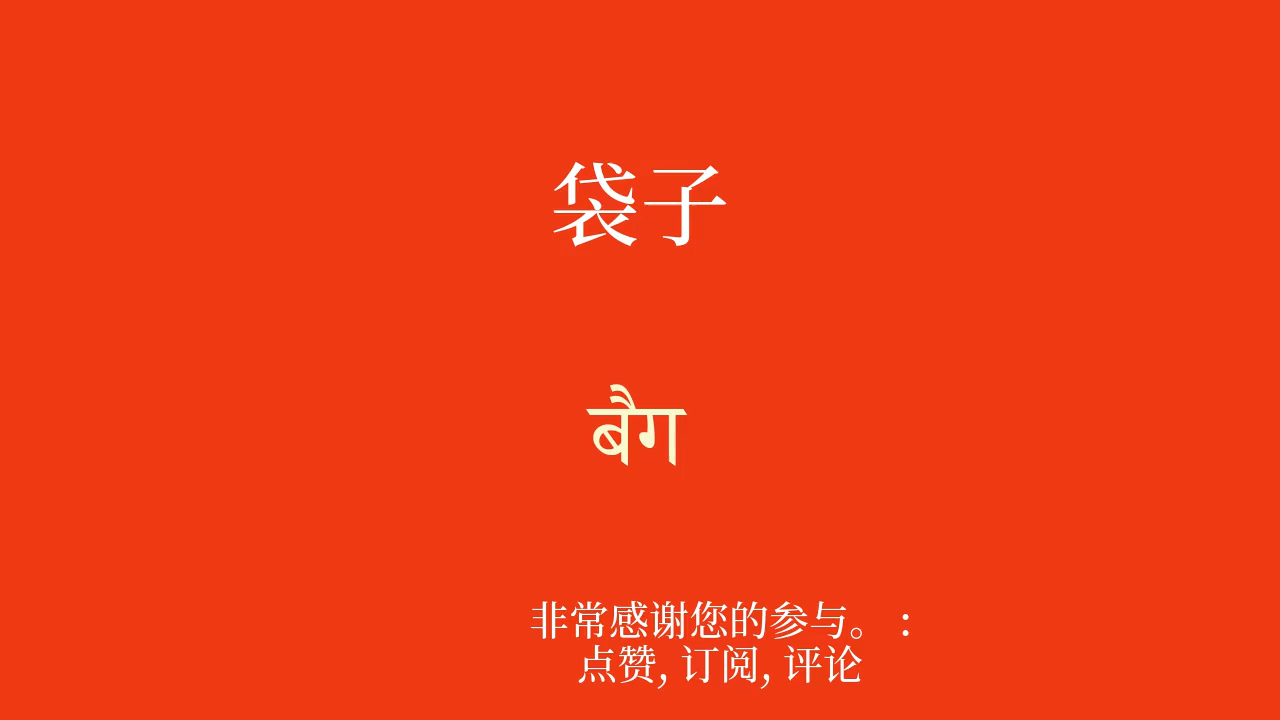 袋子
बैग
非常感谢您的参与。 :
点赞, 订阅, 评论